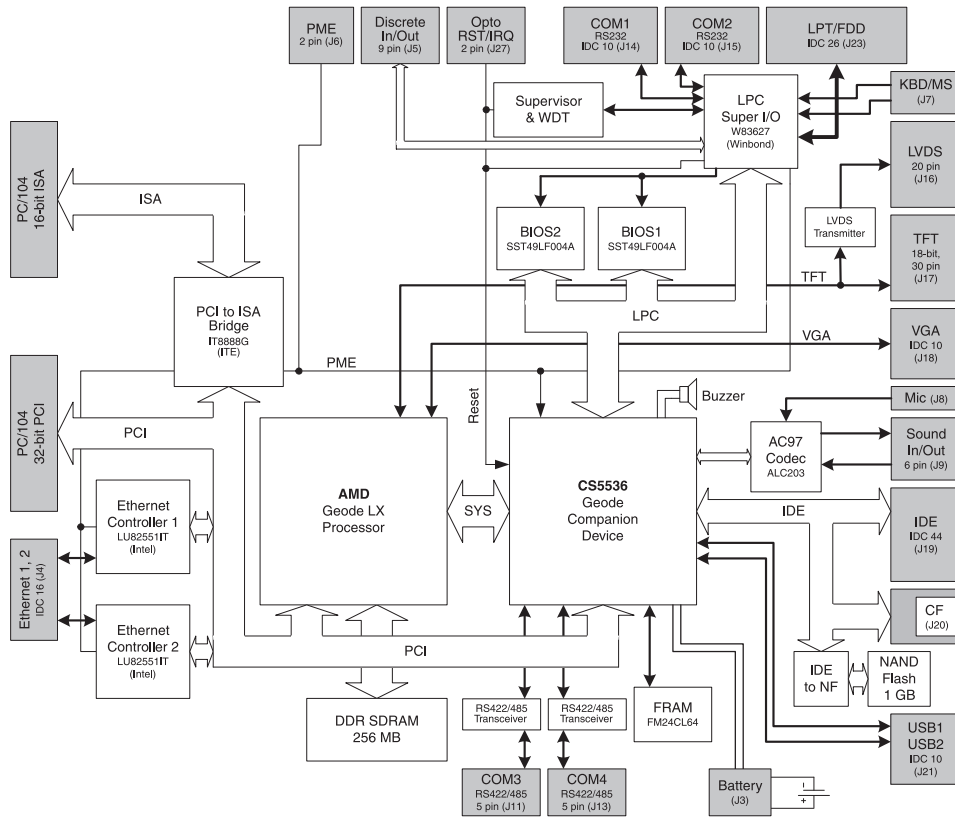 PME
2 pin (J6)
Discrete
In/Out
9 pin (J5)
Opto
RST/IRQ
2 pin (J27)
COM1
RS232
IDC 10 (J14)
COM2
RS232
IDC 10 (J15)
LPT/FDD
IDC 26 (J23)
KBD/MS
(J7)
Supervisor
& WDT
LPC
Super I/O
W83627
(Winbond)
LVDS
20 pin
(J16)
PC/104
16-bit ISA
ISA
BIOS2
SST49LF004A
BIOS1
SST49LF004A
LVDS
Transmitter
TFT
18-bit,
30 pin
(J17)
TFT
PCI to ISA
Bridge
IT8888G
(ITE)
LPC
VGA
VGA
IDC 10
(J18)
PME
PC/104
32-bit PCI
PCI
Reset
Buzzer
Mic (J8)
AC97
Codec
ALC203
Sound
In/Out
6 pin (J9)
AMD
Geode LX
Processor
SYS
CS5536
Geode
Companion
Device
IDE
IDE
IDC 44
(J19)
Ethernet
Controller 1
LU82551IT
(Intel)
Ethernet 1, 2
IDC 16 (J4)
Ethernet
Controller 2
LU82551IT
(Intel)
CF
(J20)
PCI
IDE
to NF
NAND
Flash
1 GB
DDR SDRAM
256 MB
RS422/485
Transceiver
RS422/485
Transceiver
FRAM
FM24CL64
USB1
USB2
IDC 10
(J21)
COM3
RS422/485
5 pin (J11)
COM4
RS422/485
5 pin (J13)
Battery
(J3)
−
+